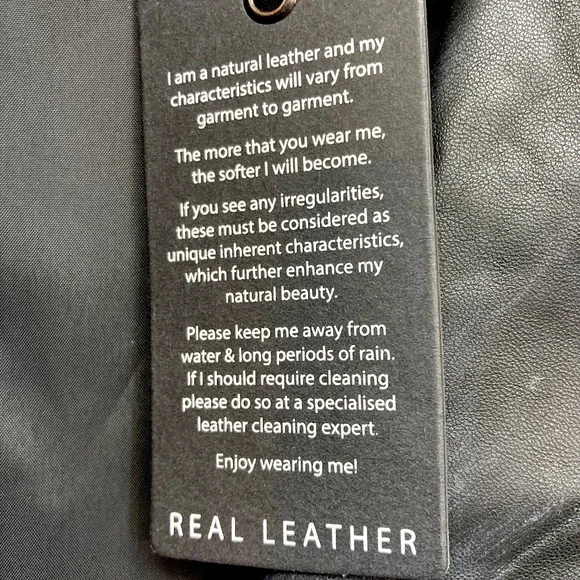 I am a natural leather and my
characteristics will vary from
garment to garment.
The more that you wear me,
the softer I will become.
If you see any irregularities,
these must be considered as
unique inherent characteristics,
which further enhance my
natural beauty.
Please keep me away from
water & long periods of rain.
If I should require cleaning
please do so at a specialised
leather cleaning expert.
Enjoy wearing me!
REAL LEATHER